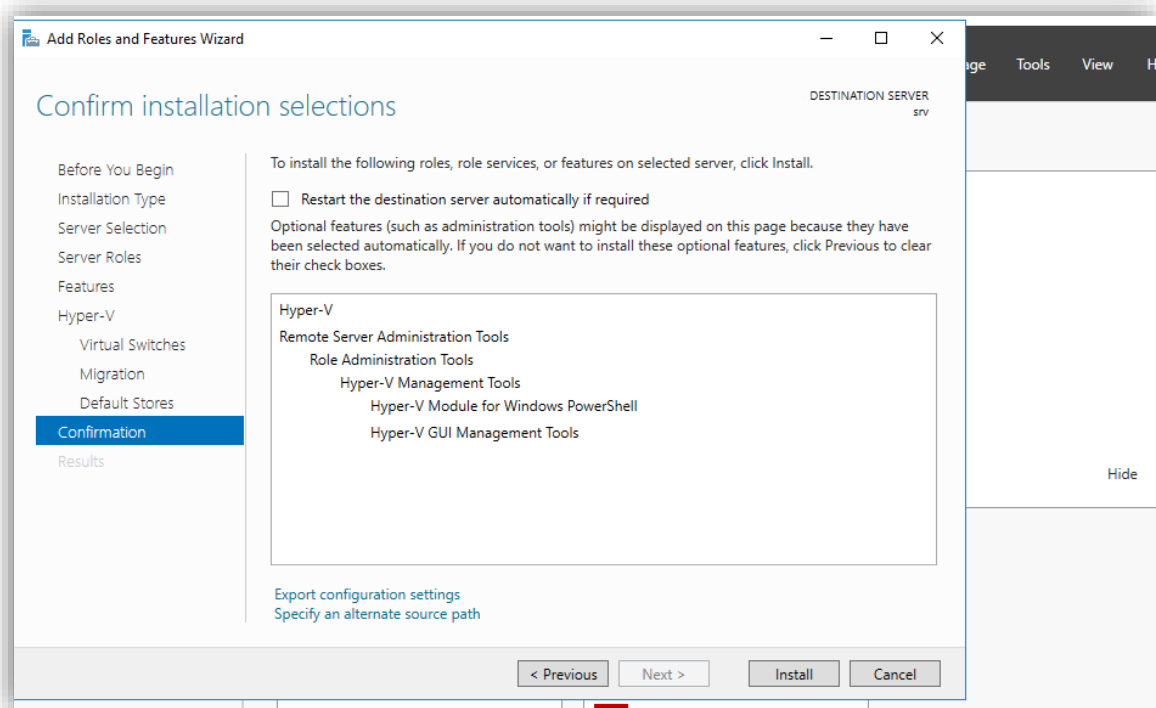 Add Roles and Features Wizard
Tools
View
Confirm installation selections
DESTINATION SERVER
srv
Before You Begin
Installation Type
Server Selection
Server Roles
Features
Hyper-V
Virtual Switches
Migration
Default Stores
Confirmation
Results
To install the following roles, role services, or features on selected server, click Install.
Restart the destination server automatically if required
Optional features (such as administration tools) might be displayed on this page because they have
been selected automatically. If you do not want to install these optional features, click Previous to clear
their check boxes.
Hyper-V
Remote Server Administration Tools
Role Administration Tools
Hyper-V Management Tools
Hyper-V Module for Windows PowerShell
Hyper-V GUI Management Tools
Hide
Export configuration settings
Specify an alternate source path
< Previous
Next >
Install
Cancel